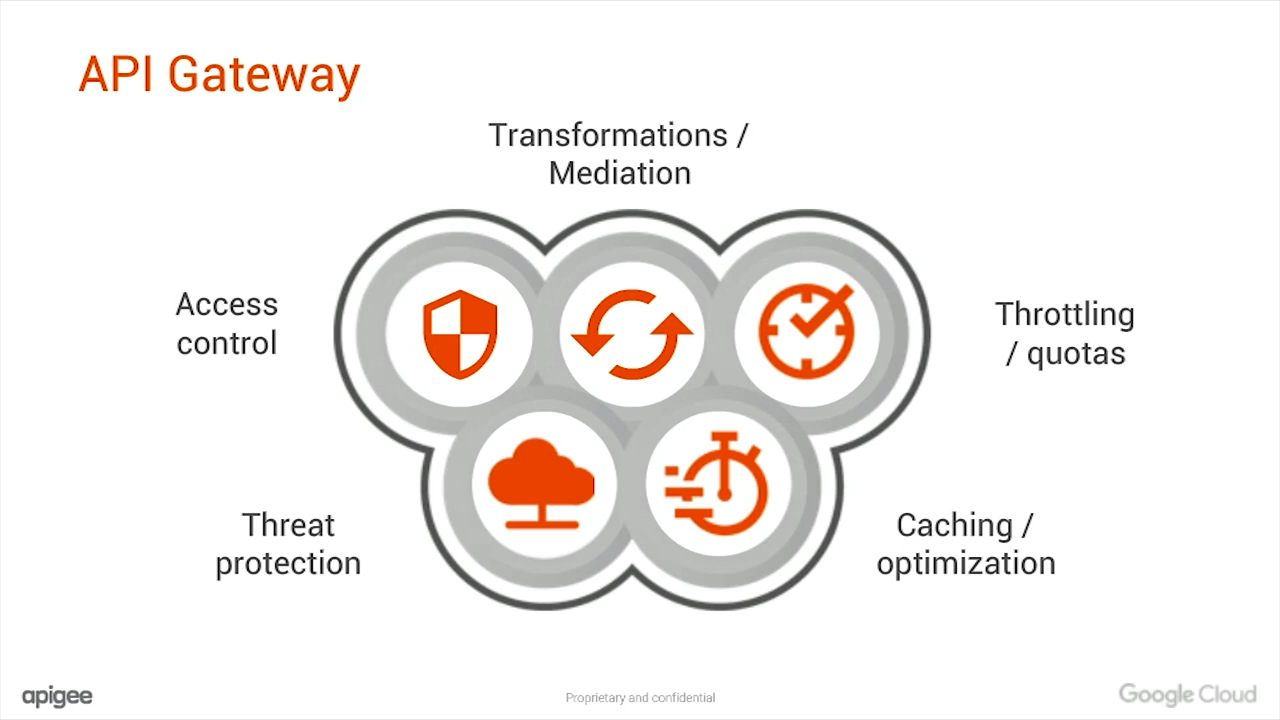 API Gateway
Transformations /
Mediation
Access
control
Throttling
/ quotas
Threat
protection
Caching /
optimization
apigee
Proprietary and confidential
Google Cloud